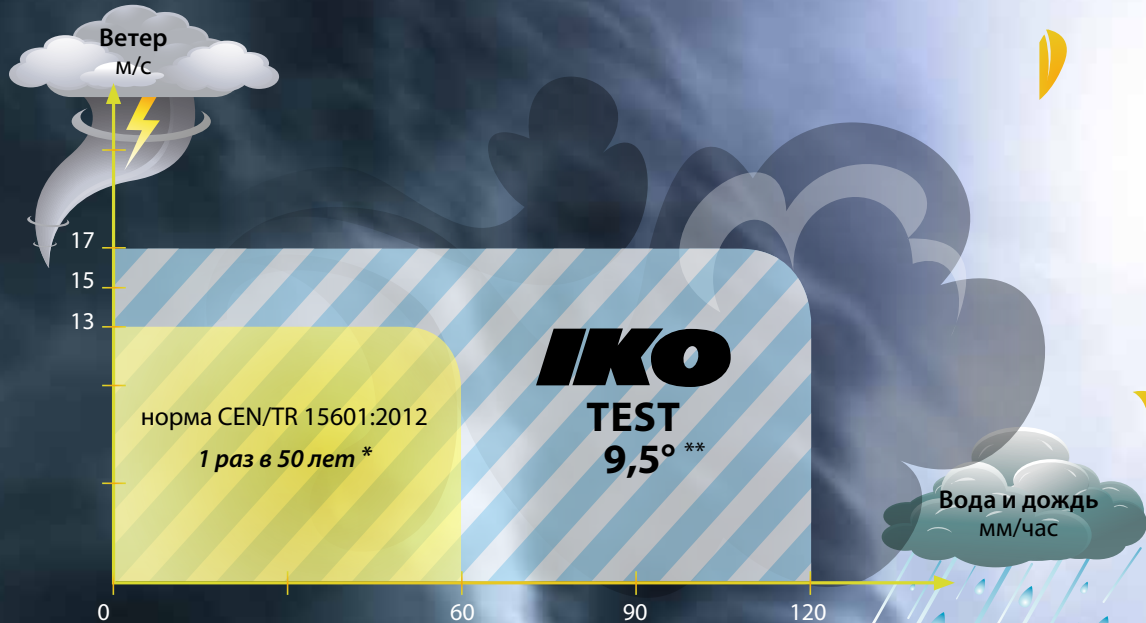 Ветер
м/с
17
15
13
норма CEN/TR 15601:2012
1 раз в 50 лет *
IKO
TEST
9,5° **
Вода и дождь
мм/час
0
60
90
120